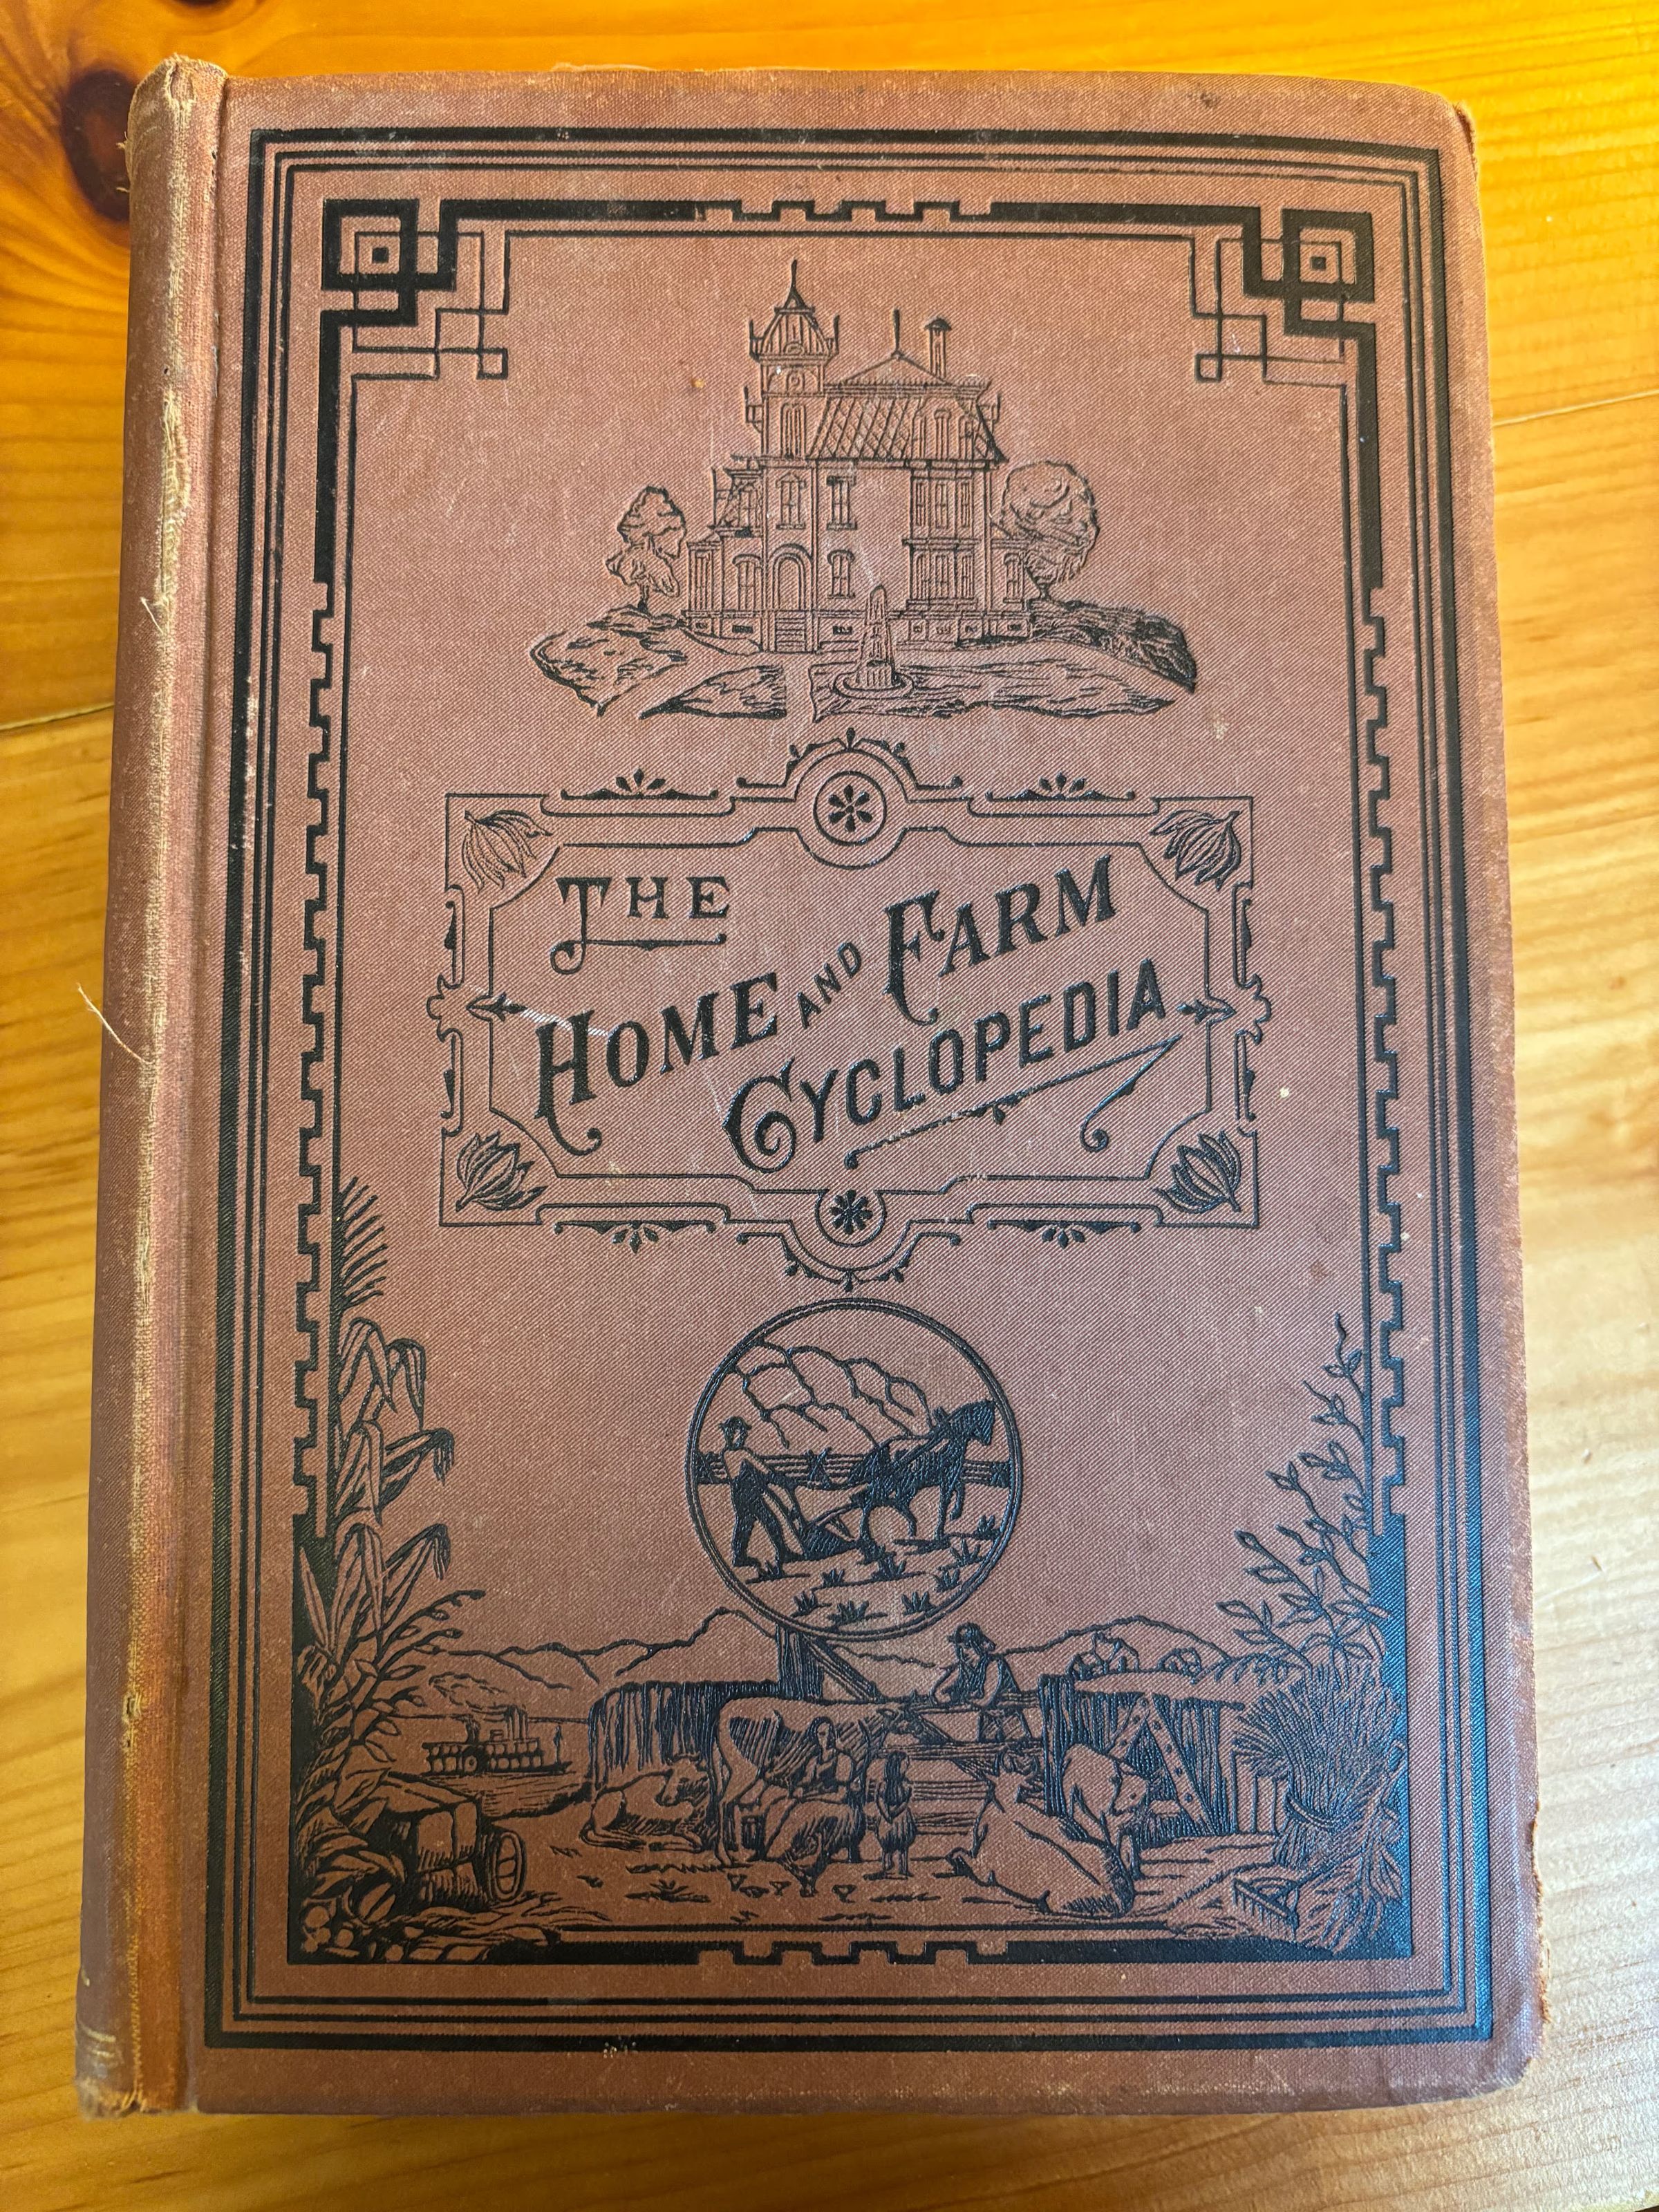 THE
HOME AND FARM
CYCLOPEDIA